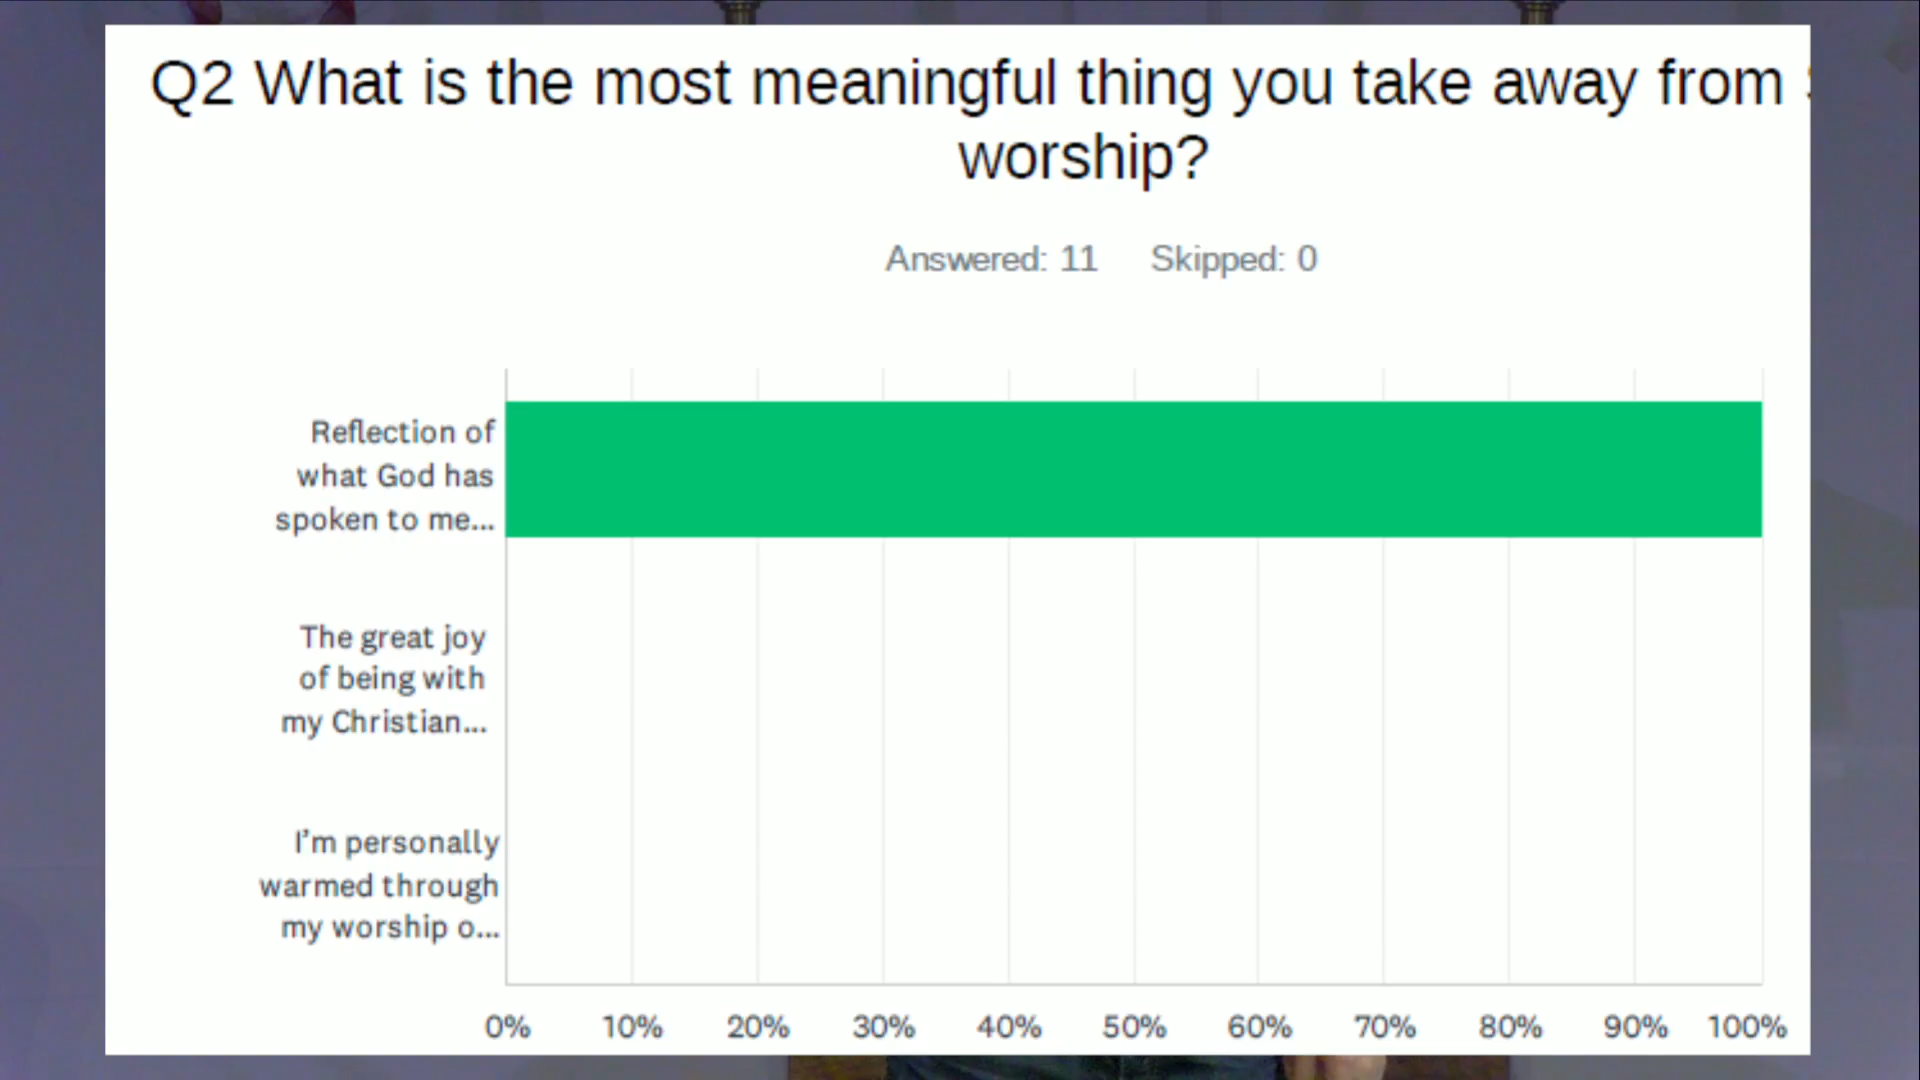 Q2 What is the most meaningful thing you take away from
worship?
Answered: 11 Skipped: 0
Reflection of
what God has
spoken to me...
The great joy
of being with
my Christian...
I'm personally
warmed through
my worship o...
0% 10% 20% 30% 40% 50% 60% 70% 80% 90% 100%